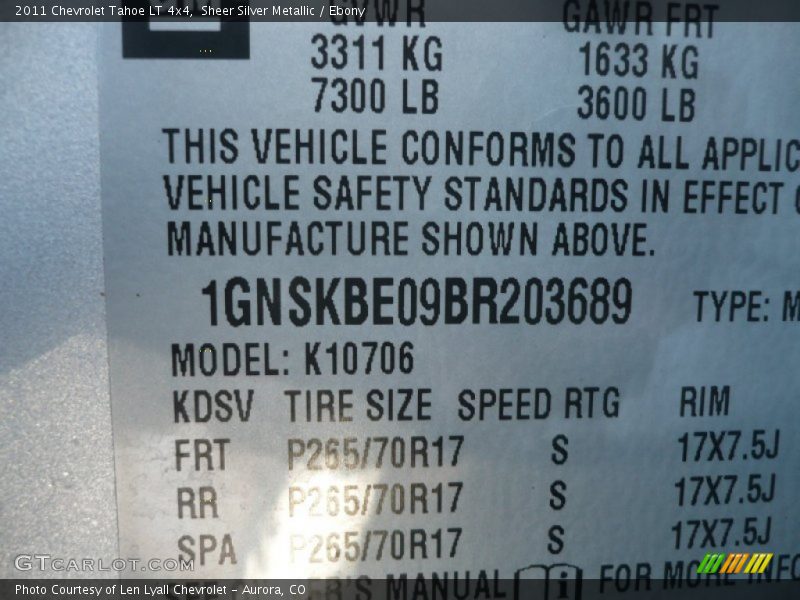 2011 Chevrolet Tahoe LT 4x4, Sheer Silver Metallic / Ebony
GVWR GAWR FRT
3311 KG 1633 KG
7300 LB 3600 LB
THIS VEHICLE CONFORMS TO ALL APPLIC
VEHICLE SAFETY STANDARDS IN EFFECT
MANUFACTURE SHOWN ABOVE.
1GNSKBE09BR203689 TYPE: M
MODEL: K10706
KDSV TIRE SIZE SPEED RTG RIM
FRT P265/70R17 S 17X7.5J
RR P265/70R17 S 17X7.5J
SPA P265/70R17 S 17X7.5J
'S MANUAL i FOR MORE INFO
GTcarlot.com
Photo Courtesy of Len Lyall Chevrolet - Aurora, CO